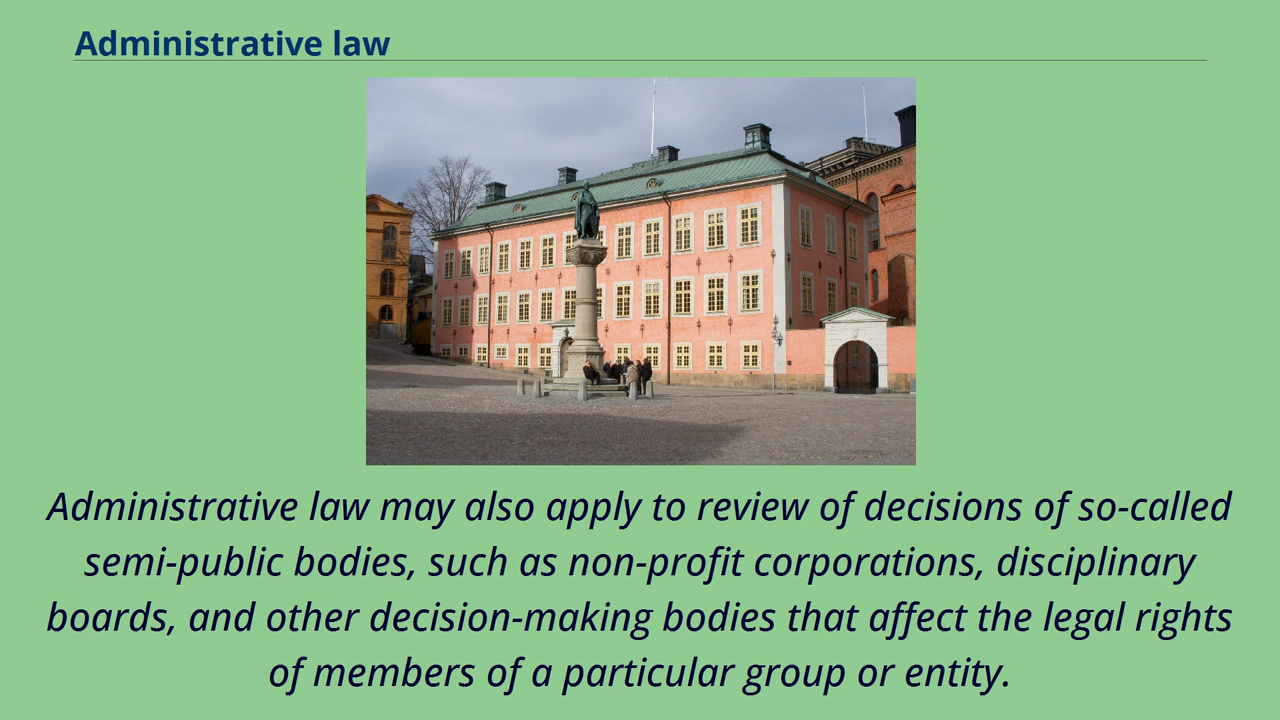 Administrative law
Administrative law may also apply to review of decisions of so-called
semi-public bodies, such as non-profit corporations, disciplinary
boards, and other decision-making bodies that affect the legal rights
of members of a particular group or entity.